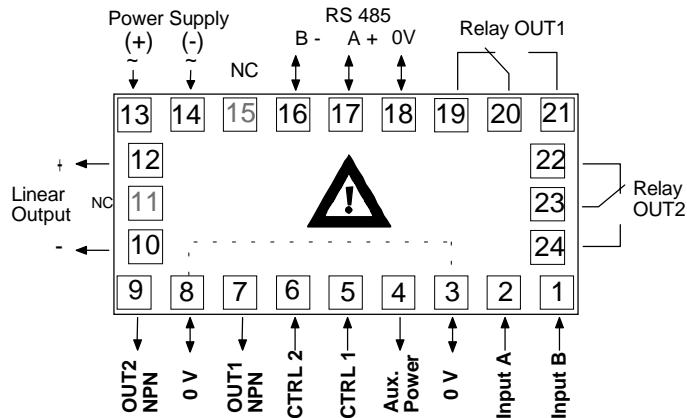 Power Supply
RS 485
Relay OUT1
(+) (-)
B - A + 0V
~ ~
NC
13 14 15 16 17 18 19 20 21
+ 12 22
Linear Output NC 11 23 Relay OUT2
- 10 24
!
9 8 7 6 5 4 3 2 1
OUT2 NPN
0 V
OUT1 NPN
CTRL 2
CTRL 1
Aux. Power
0 V
Input A
Input B